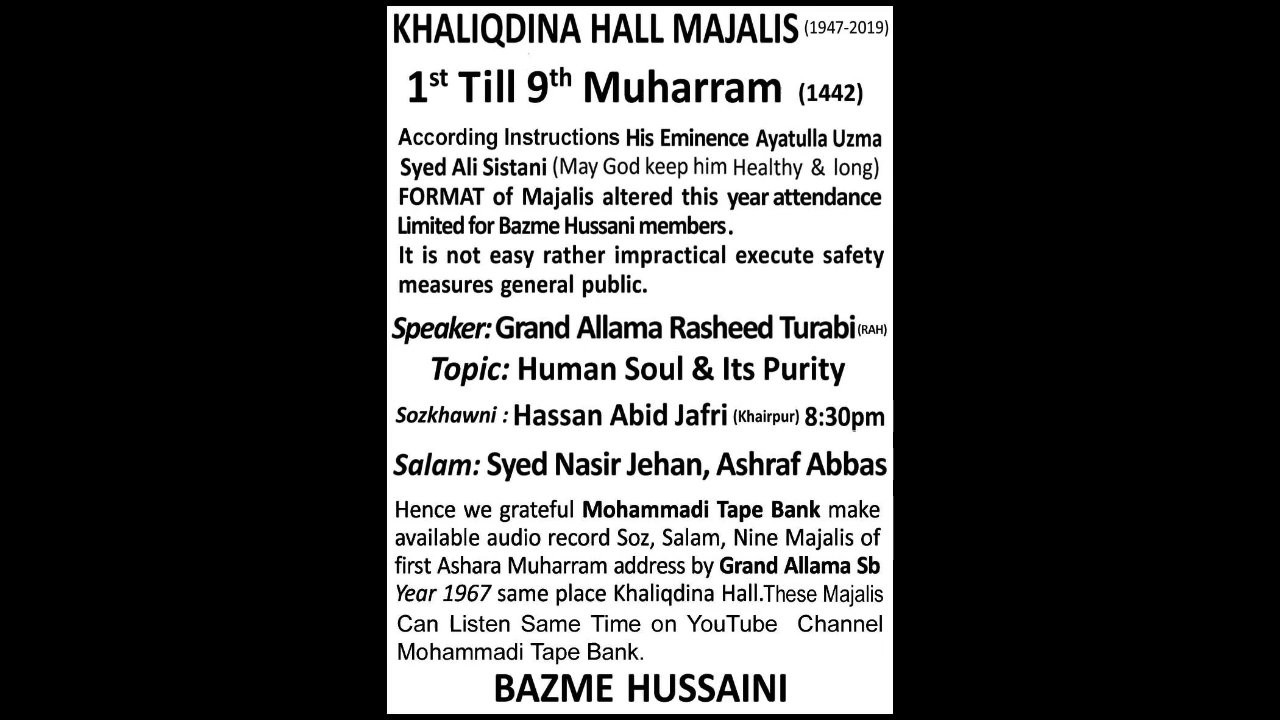 KHALIQDINA HALL MAJALIS (1947-2019)
1st Till 9th Muharram (1442)
According Instructions His Eminence Ayatulla Uzma
Syed Ali Sistani (May God keep him Healthy & long)
FORMAT of Majalis altered this year attendance
Limited for Bazme Hussani members.
It is not easy rather impractical execute safety
measures general public.
Speaker: Grand Allama Rasheed Turabi (RAH)
Topic: Human Soul & Its Purity
Sozkhawni : Hassan Abid Jafri (Khairpur) 8:30pm
Salam: Syed Nasir Jehan, Ashraf Abbas
Hence we grateful Mohammadi Tape Bank make
available audio record Soz, Salam, Nine Majalis of
first Ashara Muharram address by Grand Allama Sb
Year 1967 same place Khaliqdina Hall.These Majalis
Can Listen Same Time on YouTube Channel
Mohammadi Tape Bank.
BAZME HUSSAINI